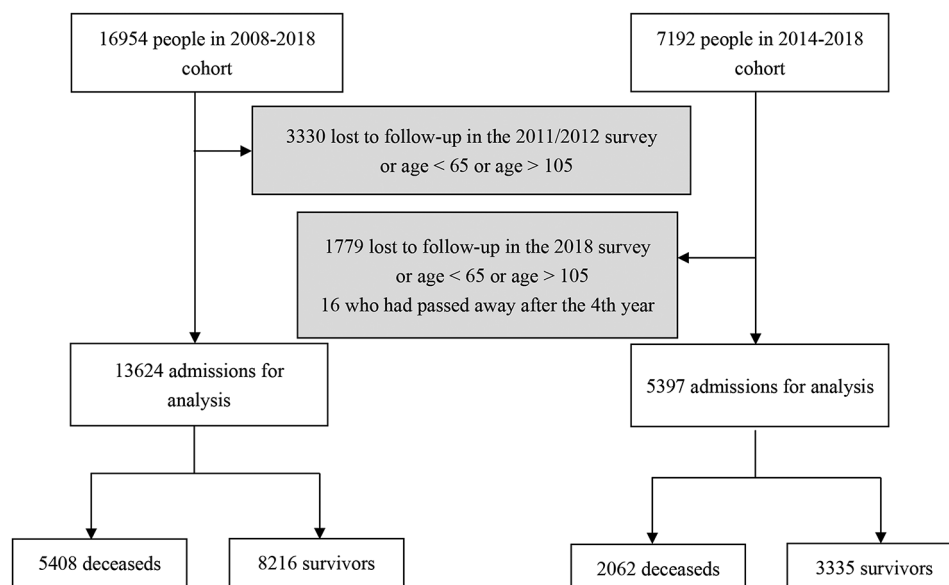 16954 people in 2008-2018
cohort
7192 people in 2014-2018
cohort
3330 lost to follow-up in the 2011/2012 survey
or age < 65 or age > 105
1779 lost to follow-up in the 2018 survey
or age < 65 or age > 105
16 who had passed away after the 4th year
13624 admissions for
analysis
5397 admissions for analysis
5408 deceaseds
8216 survivors
2062 deceaseds
3335 survivors